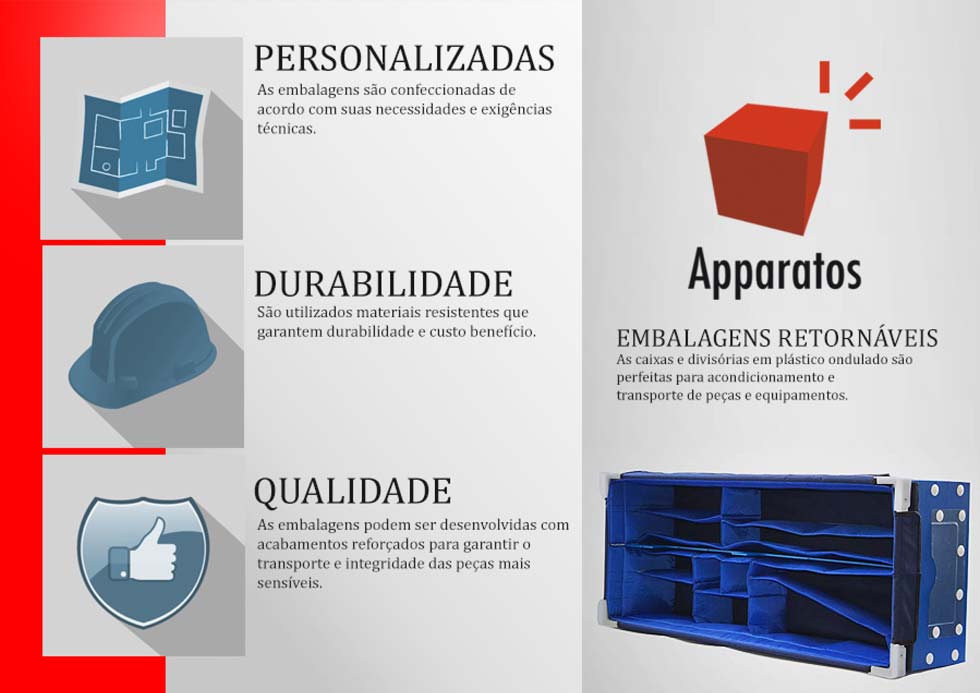 PERSONALIZADAS
As embalagens são confeccionadas de
acordo com suas necessidades e exigências
técnicas.
DURABILIDADE
São utilizados materiais resistentes que
garantem durabilidade e custo benefício.
QUALIDADE
As embalagens podem ser desenvolvidas com
acabamentos reforçados para garantir o
transporte e integridade das peças mais
sensíveis.
Apparatos
EMBALAGENS RETORNÁVEIS
As caixas e divisórias em plástico ondulado são
perfeitas para acondicionamento e
transporte de peças e equipamentos.